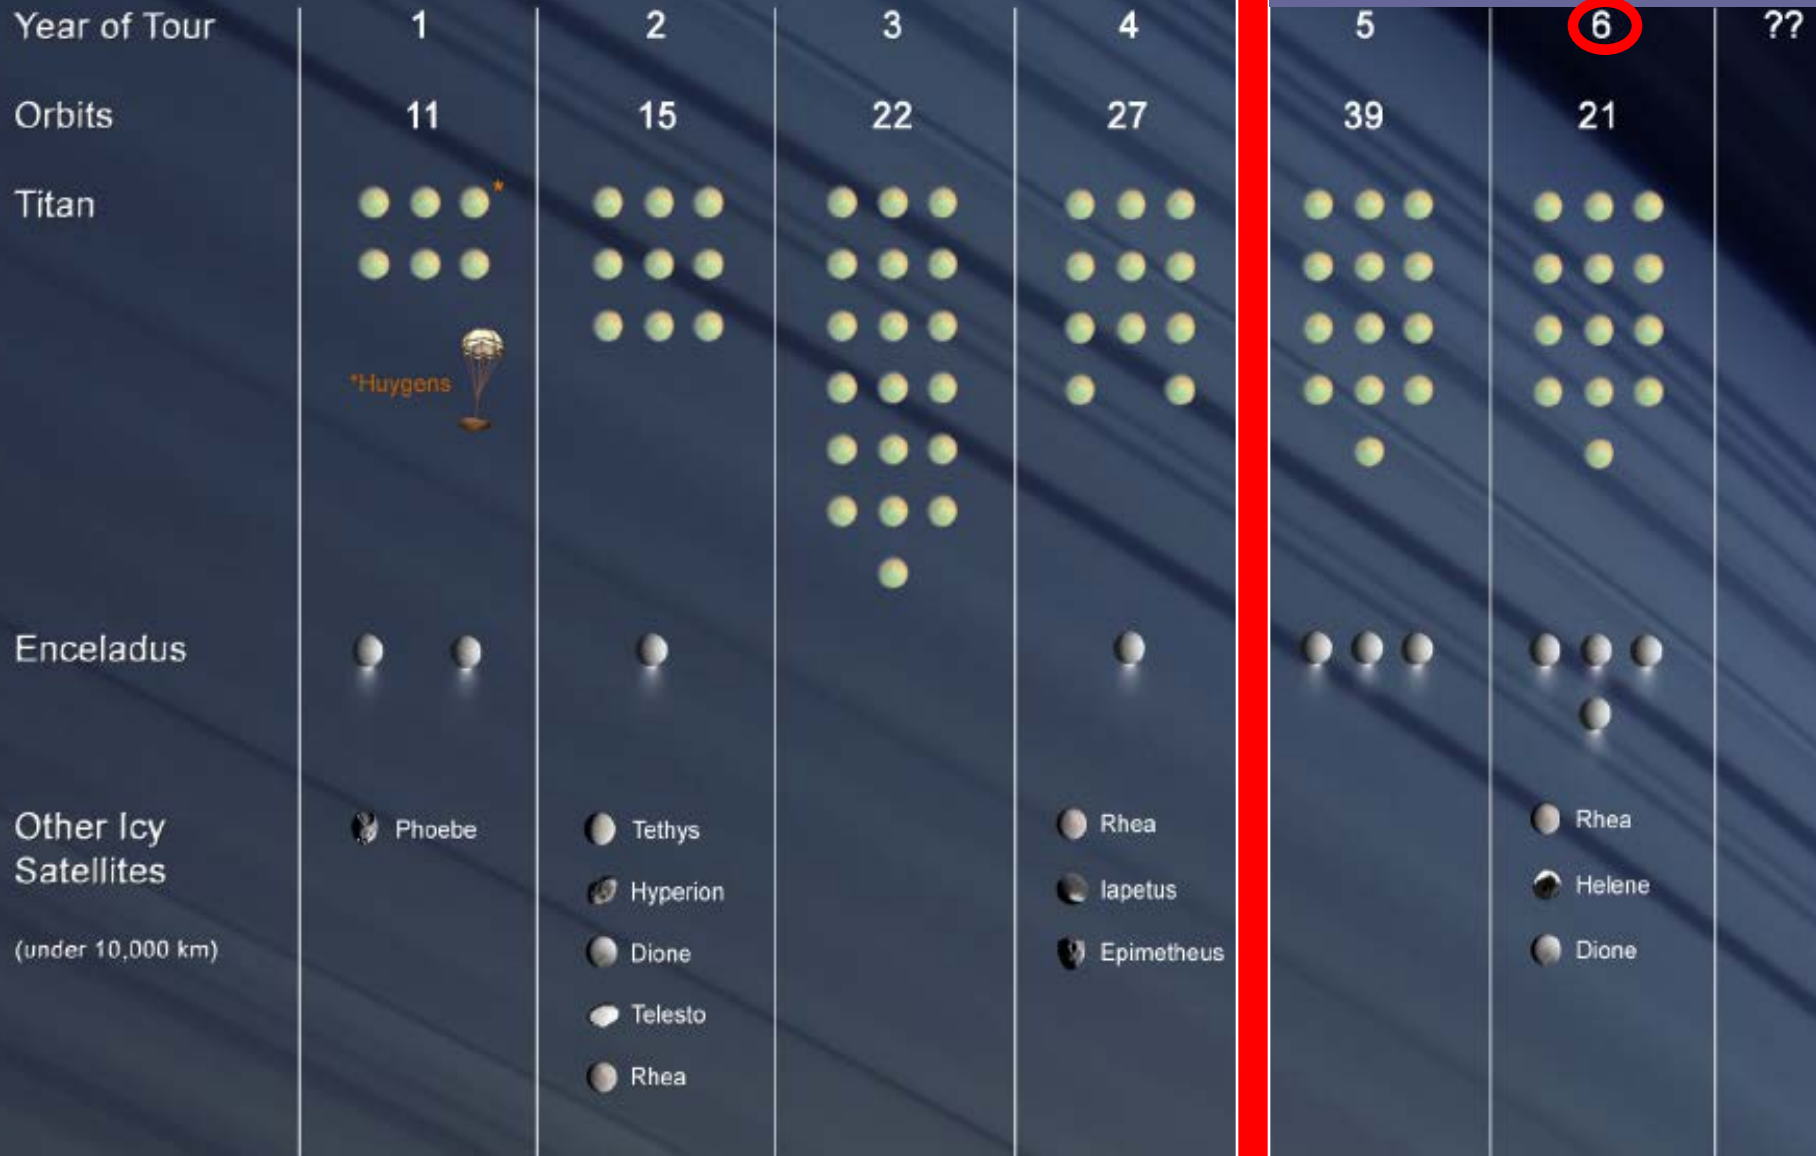 Year of Tour 1 2 3 4 5 6 ??
Orbits 11 15 22 27 39 21
Titan *
*Huygens
Enceladus
Other Icy
Satellites
(under 10,000 km)
Phoebe
Tethys
Hyperion
Dione
Telesto
Rhea
Rhea
Iapetus
Epimetheus
Rhea
Helene
Dione